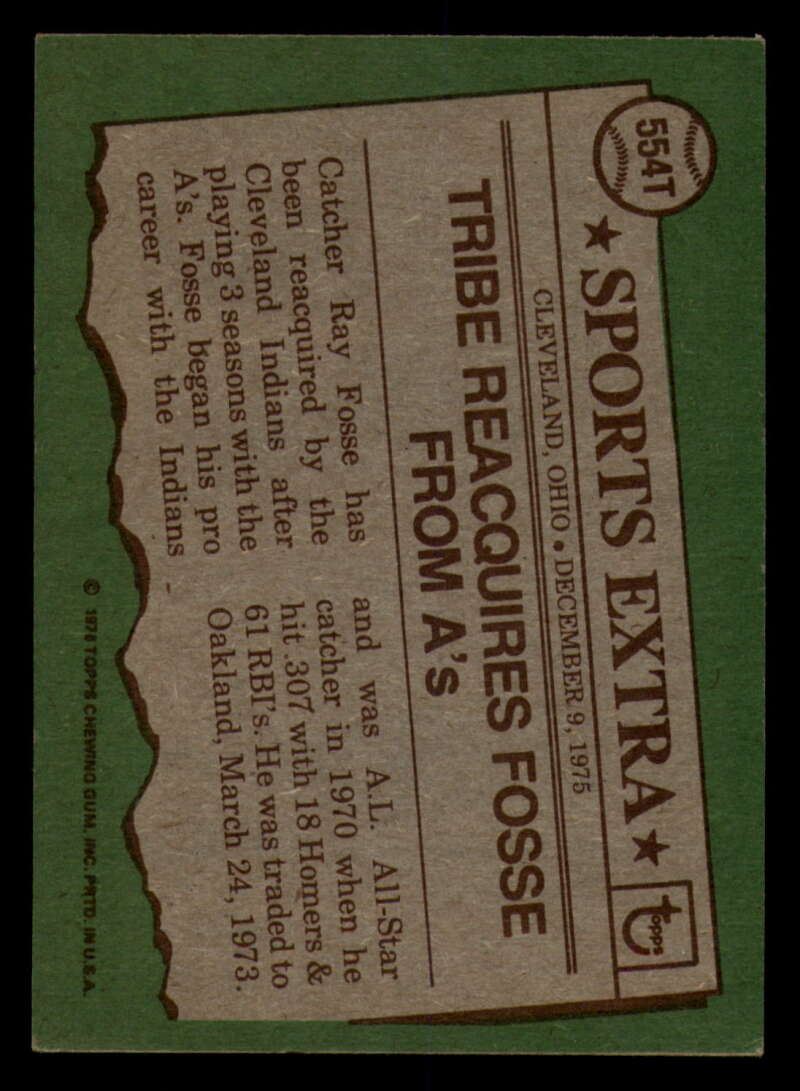 554T
★ SPORTS EXTRA ★
topps
CLEVELAND, OHIO • DECEMBER 9, 1975
TRIBE REACQUIRES FOSSE
FROM A's
Catcher Ray Fosse has
been reacquired by the
Cleveland Indians after
playing 3 seasons with the
A's. Fosse began his pro
career with the Indians
and was A.L. All-Star
catcher in 1970 when he
hit .307 with 18 Homers &
61 RBI's. He was traded to
Oakland, March 24, 1973.
© 1976 TOPPS CHEWING GUM, INC. PRTD. IN U.S.A.